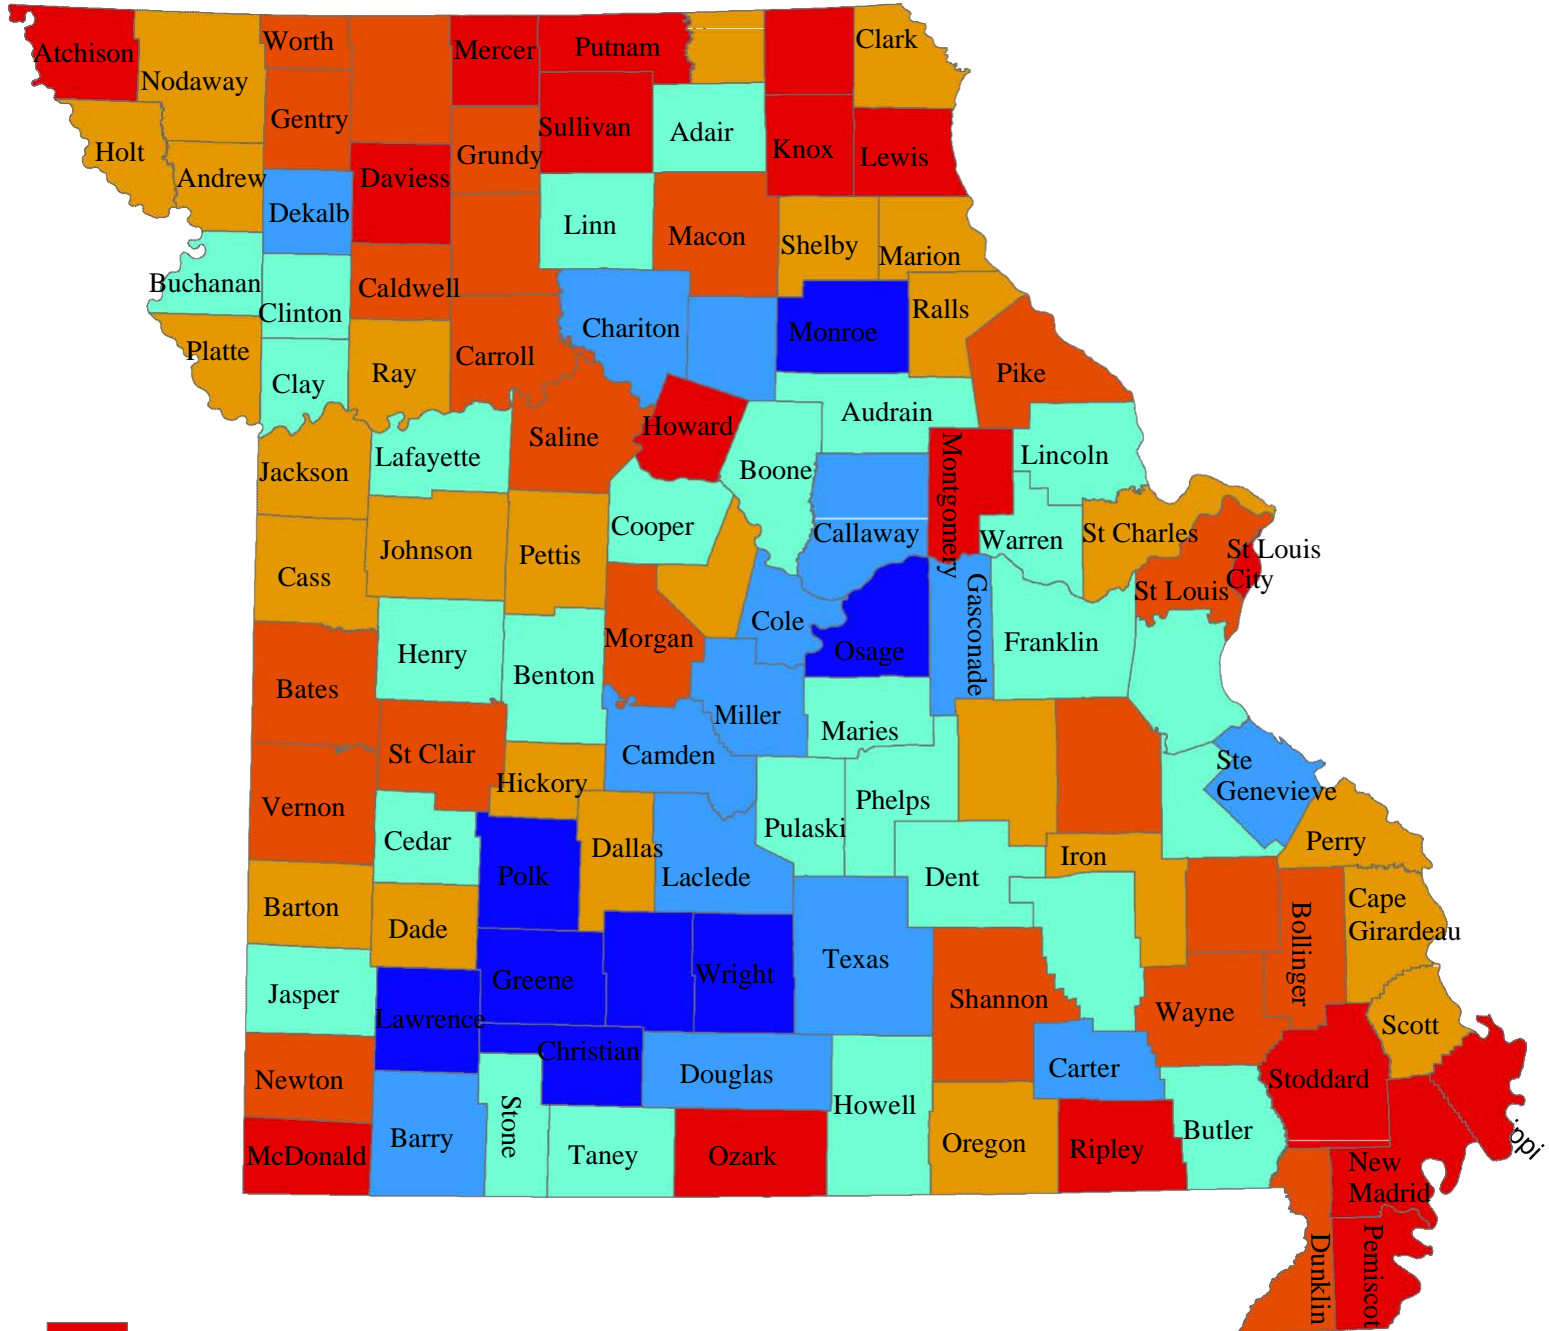 Atchison
Nodaway
Worth
Mercer
Putnam
Clark
Holt
Gentry
Grundy
Sullivan
Adair
Knox
Lewis
Andrew
Dekalb
Daviess
Linn
Macon
Shelby
Marion
Buchanan
Clinton
Caldwell
Chariton
Monroe
Ralls
Platte
Clay
Ray
Carroll
Pike
Jackson
Lafayette
Saline
Howard
Boone
Audrain
Montgomery
Lincoln
Cass
Johnson
Pettis
Cooper
Callaway
Warren
St Charles
St Louis
City
St Louis
Bates
Henry
Benton
Morgan
Cole
Osage
Gasconade
Franklin
Vernon
St Clair
Hickory
Camden
Miller
Maries
Phelps
Pulaski
Ste
Genevieve
Perry
Cedar
Polk
Dallas
Laclede
Dent
Iron
Barton
Dade
Greene
Wright
Texas
Shannon
Wayne
Bollinger
Cape
Girardeau
Scott
Jasper
Lawrence
Christian
Douglas
Howell
Carter
Stoddard
Newton
Barry
Stone
Taney
Ozark
Oregon
Ripley
Butler
McDonald
New
Madrid
ippi
Dunklin
Pemiscot